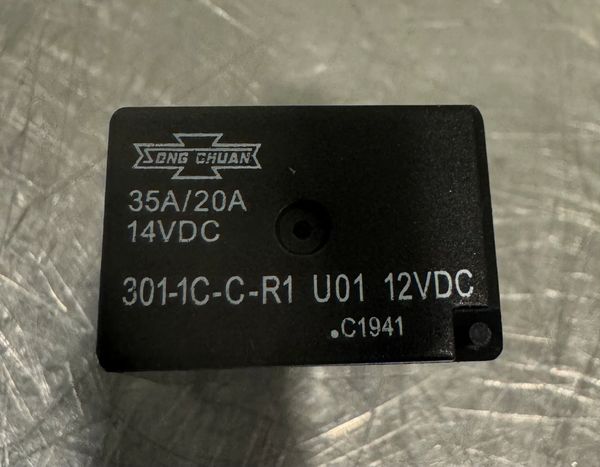 SONG CHUAN
35A/20A
14VDC
301-1C-C-R1 U01 12VDC
.C1941